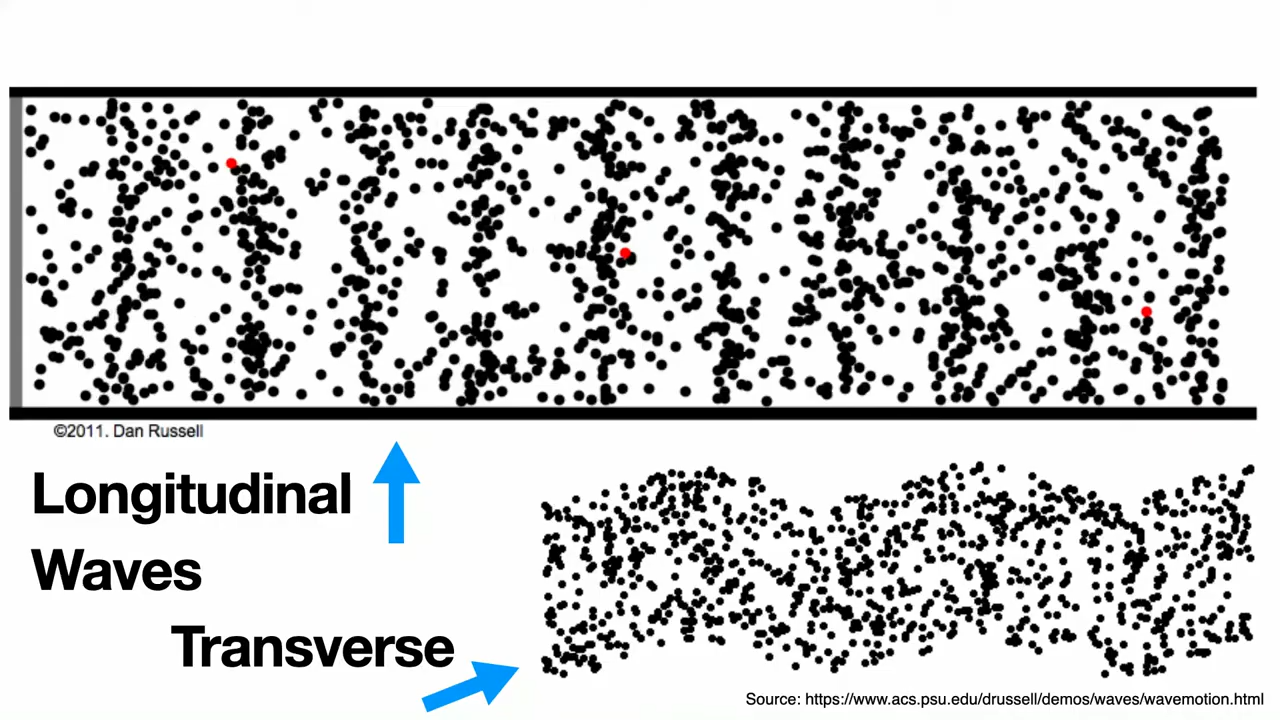 ©2011. Dan Russell
Longitudinal
Waves
Transverse
Source: https://www.acs.psu.edu/drussell/demos/waves/wavemotion.html